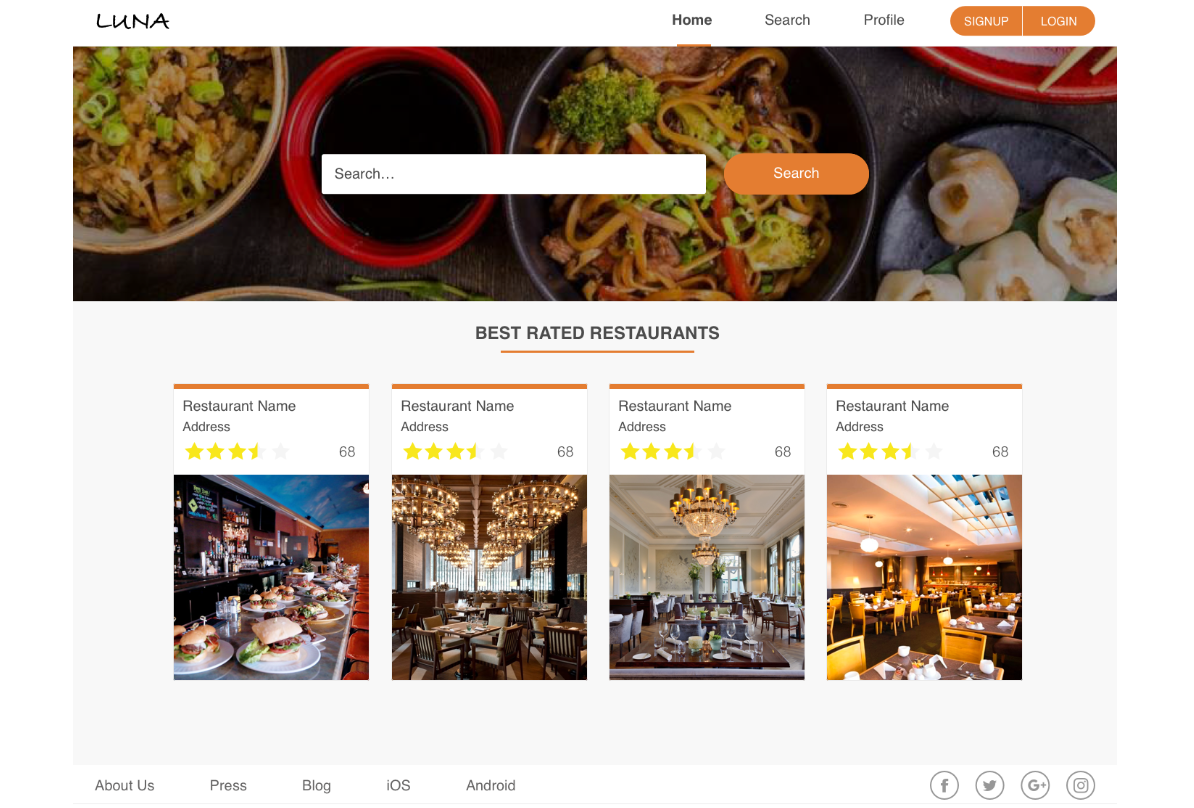 LUNA
Home Search Profile SIGNUP LOGIN
Search… Search
BEST RATED RESTAURANTS
Restaurant Name Restaurant Name Restaurant Name Restaurant Name
Address Address Address Address
68 68 68 68
About Us Press Blog iOS Android